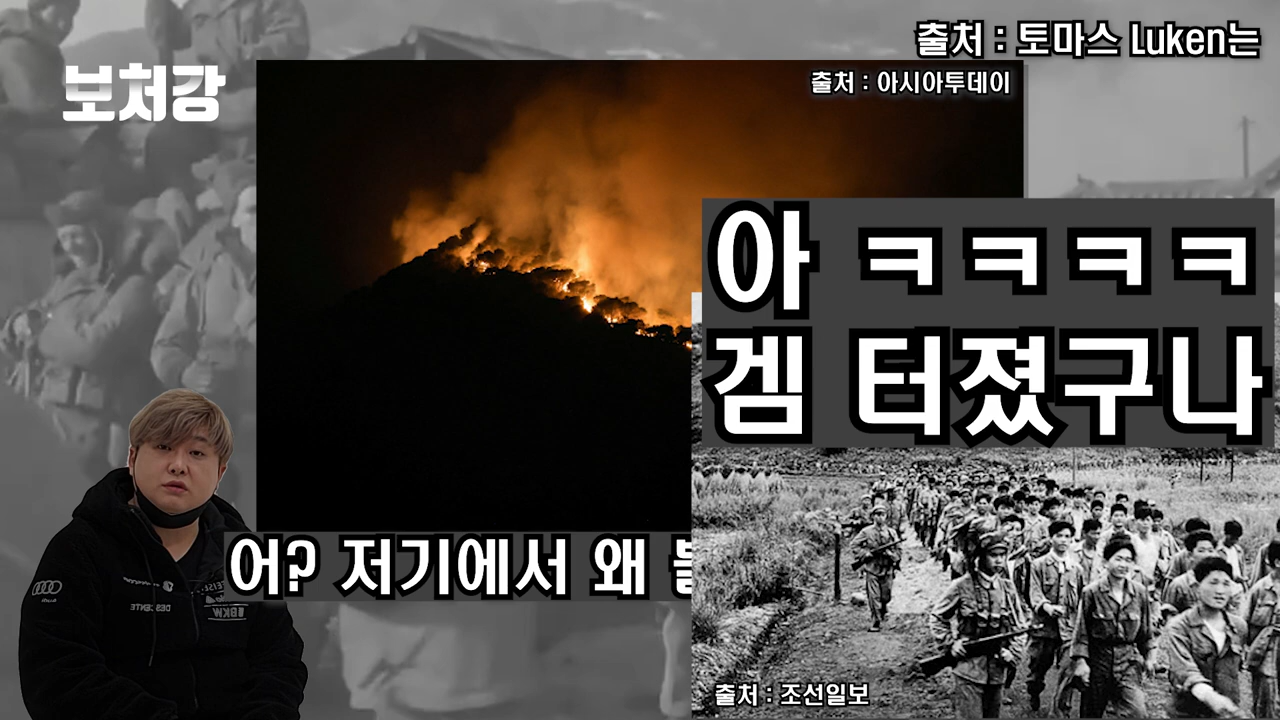 출처 : 토마스 Luken는
보처강
출처 : 아시아투데이
아 ㅋㅋㅋㅋ
겜 터졌구나
어? 저기에서 왜
출처 : 조선일보
Audi